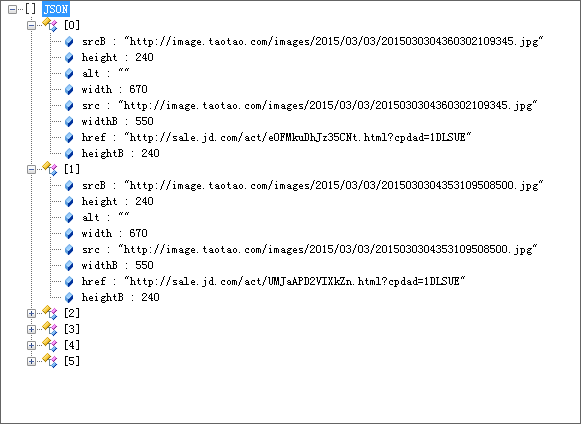 [] JSON
[0]
srcB : "http://image.taotao.com/images/2015/03/03/2015030304360302109345.jpg"
height : 240
alt : ""
width : 670
src : "http://image.taotao.com/images/2015/03/03/2015030304360302109345.jpg"
widthB : 550
href : "http://sale.jd.com/act/eOFMkuDhJz35CNt.html?cpdad=1DLSUE"
heightB : 240
[1]
srcB : "http://image.taotao.com/images/2015/03/03/2015030304353109508500.jpg"
height : 240
alt : ""
width : 670
src : "http://image.taotao.com/images/2015/03/03/2015030304353109508500.jpg"
widthB : 550
href : "http://sale.jd.com/act/UMJaAPD2VIXkZn.html?cpdad=1DLSUE"
heightB : 240
[2]
[3]
[4]
[5]